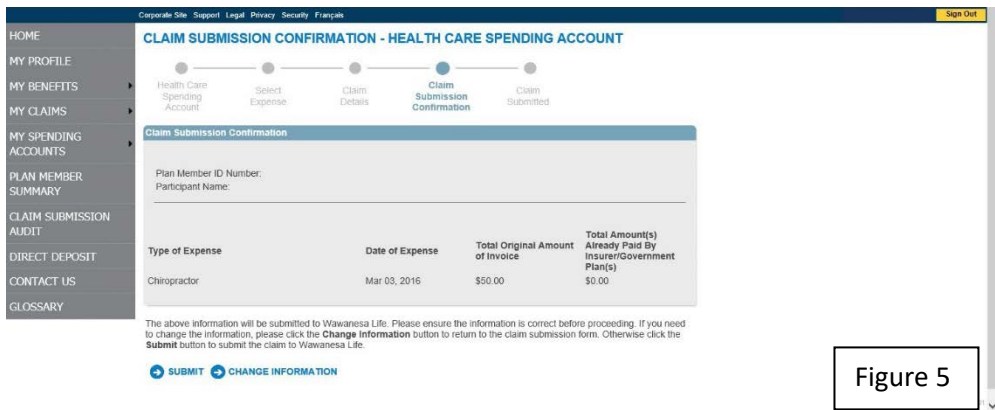 Corporate Site Support Legal Privacy Security Français
Sign Out
HOME
MY PROFILE
MY BENEFITS
MY CLAIMS
MY SPENDING
ACCOUNTS
PLAN MEMBER
SUMMARY
CLAIM SUBMISSION
AUDIT
DIRECT DEPOSIT
CONTACT US
GLOSSARY
CLAIM SUBMISSION CONFIRMATION - HEALTH CARE SPENDING ACCOUNT
Health Care
Spending
Account
Select
Expense
Claim
Details
Claim
Submission
Confirmation
Claim
Submitted
Claim Submission Confirmation
Plan Member ID Number:
Participant Name:
Type of Expense
Date of Expense
Total Original Amount
of Invoice
Total Amount(s)
Already Paid By
Insurer/Government
Plan(s)
Chiropractor Mar 03, 2016 $50.00 $0.00
The above information will be submitted to Wawanesa Life. Please ensure the information is correct before proceeding. If you need
to change the information, please click the Change Information button to return to the claim submission form. Otherwise click the
Submit button to submit the claim to Wawanesa Life.
SUBMIT CHANGE INFORMATION
Figure 5